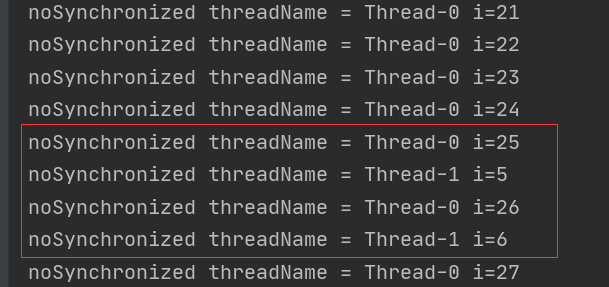 noSynchronized threadName = Thread-0 i=21
noSynchronized threadName = Thread-0 i=22
noSynchronized threadName = Thread-0 i=23
noSynchronized threadName = Thread-0 i=24
noSynchronized threadName = Thread-0 i=25
noSynchronized threadName = Thread-1 i=5
noSynchronized threadName = Thread-0 i=26
noSynchronized threadName = Thread-1 i=6
noSynchronized threadName = Thread-0 i=27